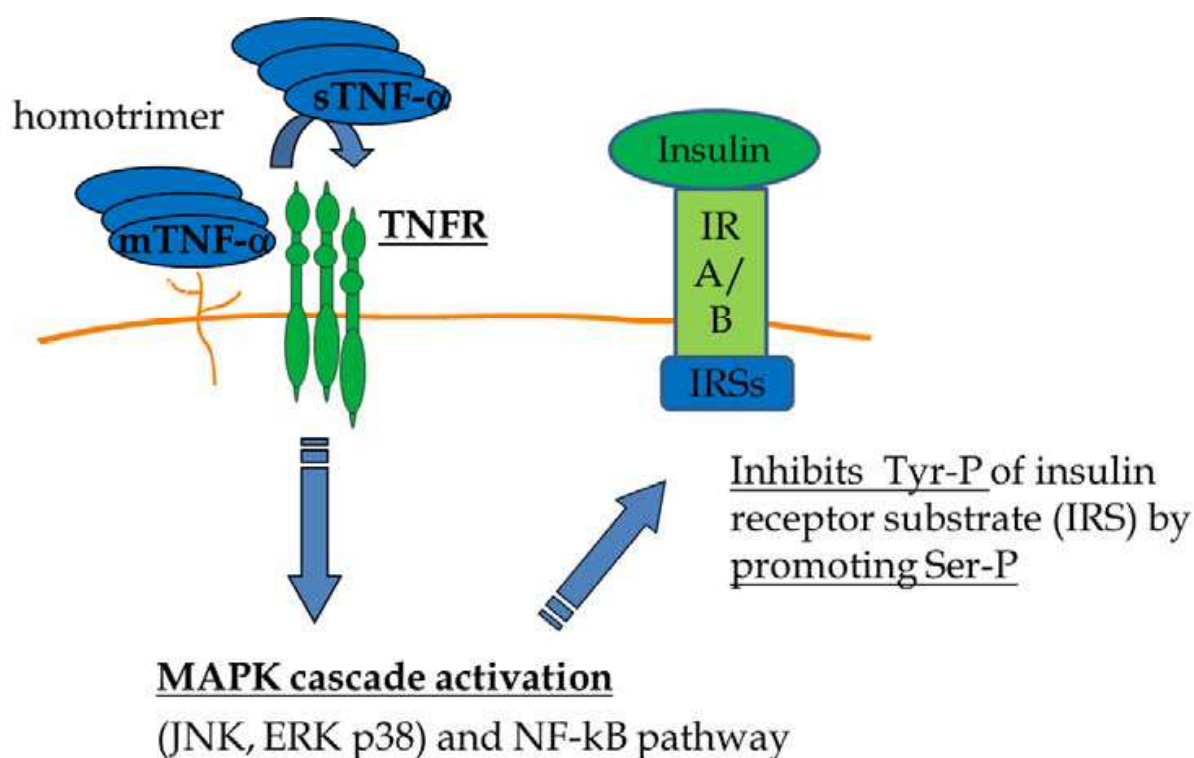 sTNF-α
homotrimer
mTNF-α
TNFR
Insulin
IR
A/
B
IRSs
Inhibits Tyr-P of insulin
receptor substrate (IRS) by
promoting Ser-P
MAPK cascade activation
(JNK, ERK p38) and NF-kB pathway